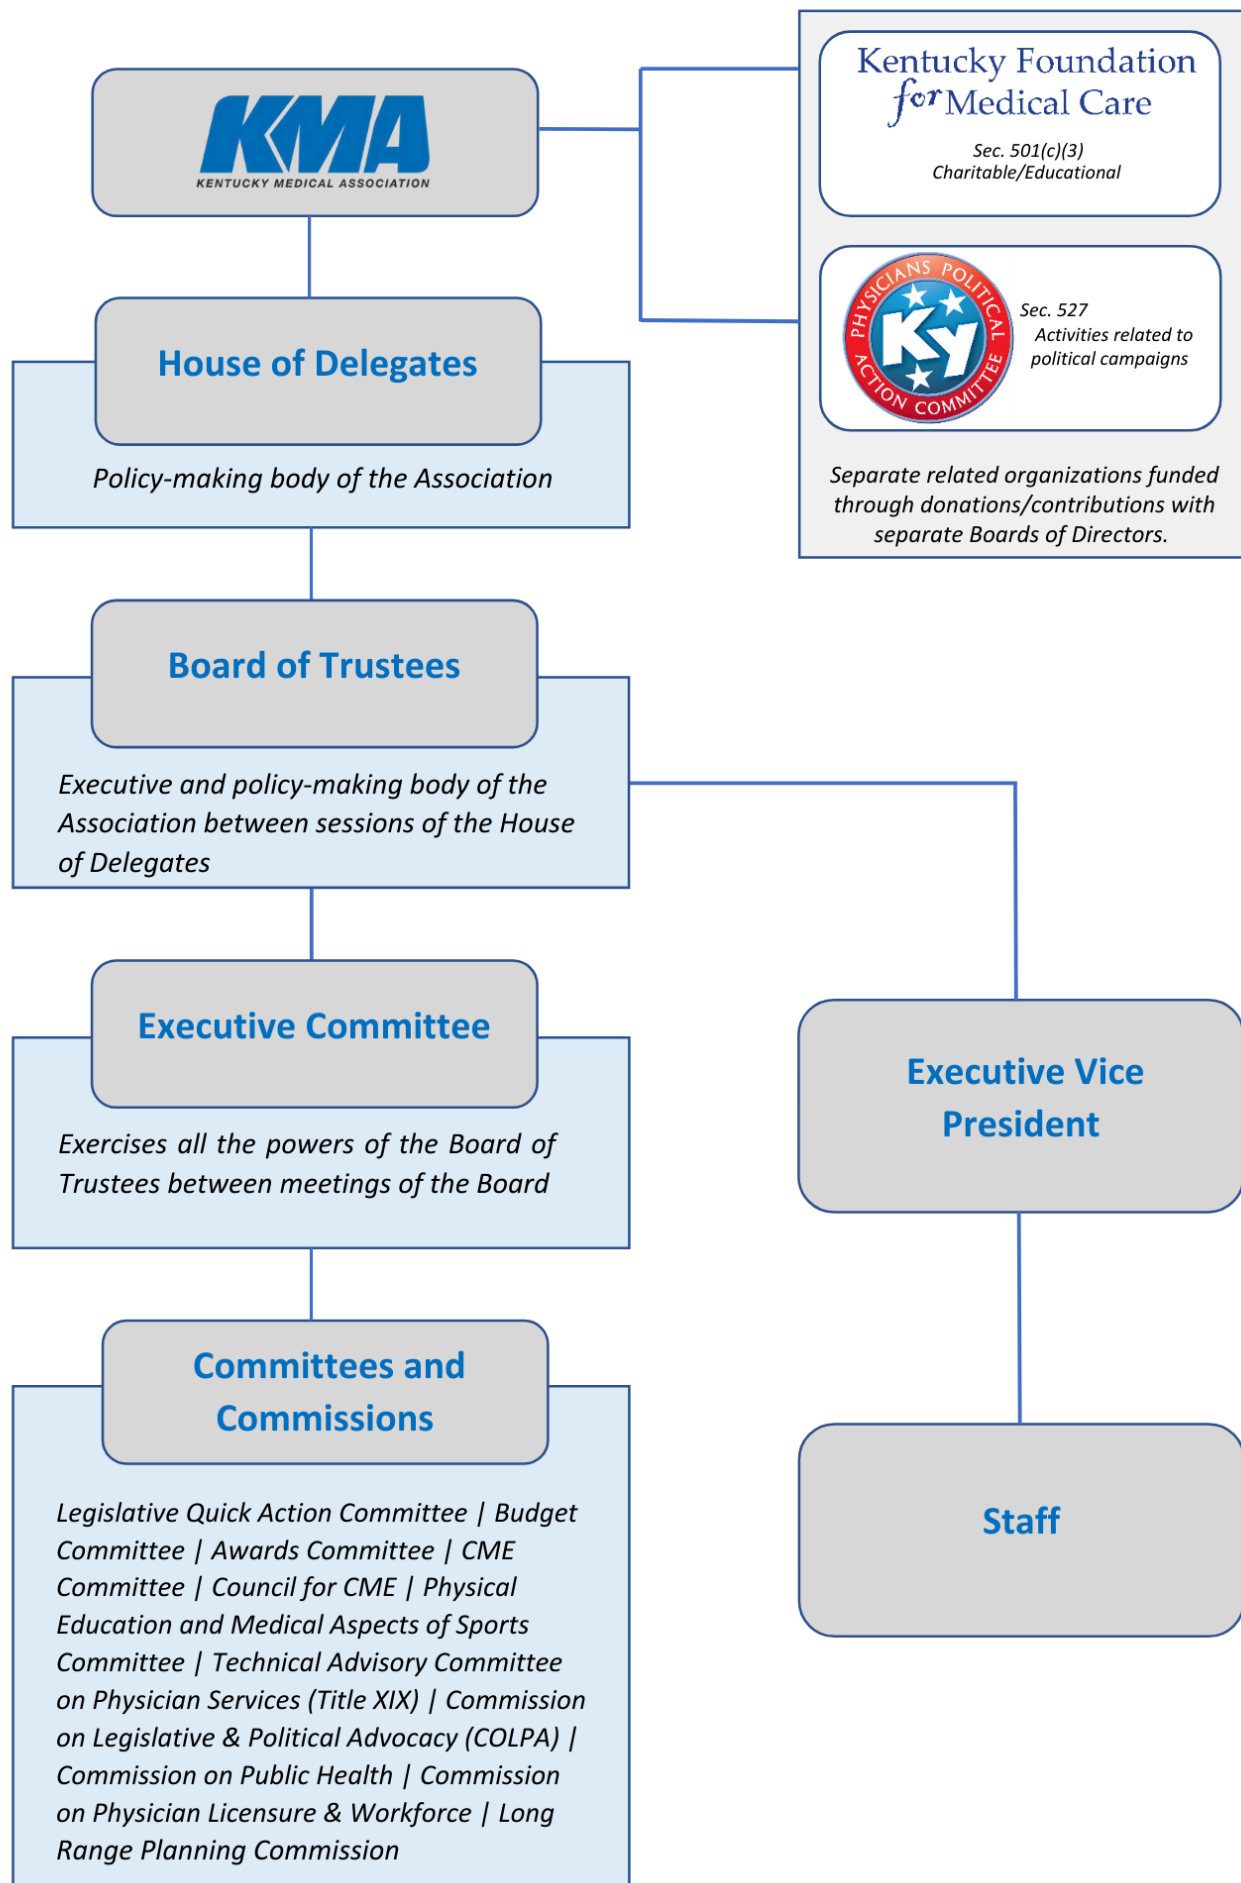 KMA
KENTUCKY MEDICAL ASSOCIATION
Kentucky Foundation
for Medical Care
Sec. 501(c)(3)
Charitable/Educational
PHYSICIANS POLITICAL
ACTION COMMITTEE
Ky
Sec. 527
Activities related to
political campaigns
Separate related organizations funded
through donations/contributions with
separate Boards of Directors.
House of Delegates
Policy-making body of the Association
Board of Trustees
Executive and policy-making body of the
Association between sessions of the House
of Delegates
Executive Committee
Exercises all the powers of the Board of
Trustees between meetings of the Board
Executive Vice
President
Committees and
Commissions
Legislative Quick Action Committee | Budget
Committee | Awards Committee | CME
Committee | Council for CME | Physical
Education and Medical Aspects of Sports
Committee | Technical Advisory Committee
on Physician Services (Title XIX) | Commission
on Legislative & Political Advocacy (COLPA) |
Commission on Public Health | Commission
on Physician Licensure & Workforce | Long
Range Planning Commission
Staff